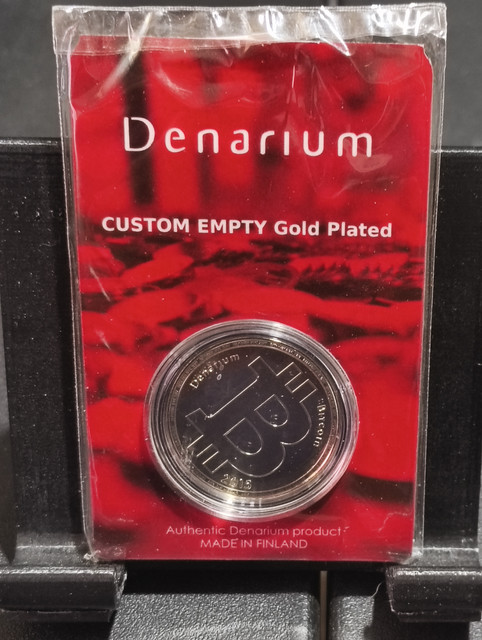 Denarium
CUSTOM EMPTY Gold Plated
Denarium
Bitcoin
2015
Authentic Denarium product
MADE IN FINLAND